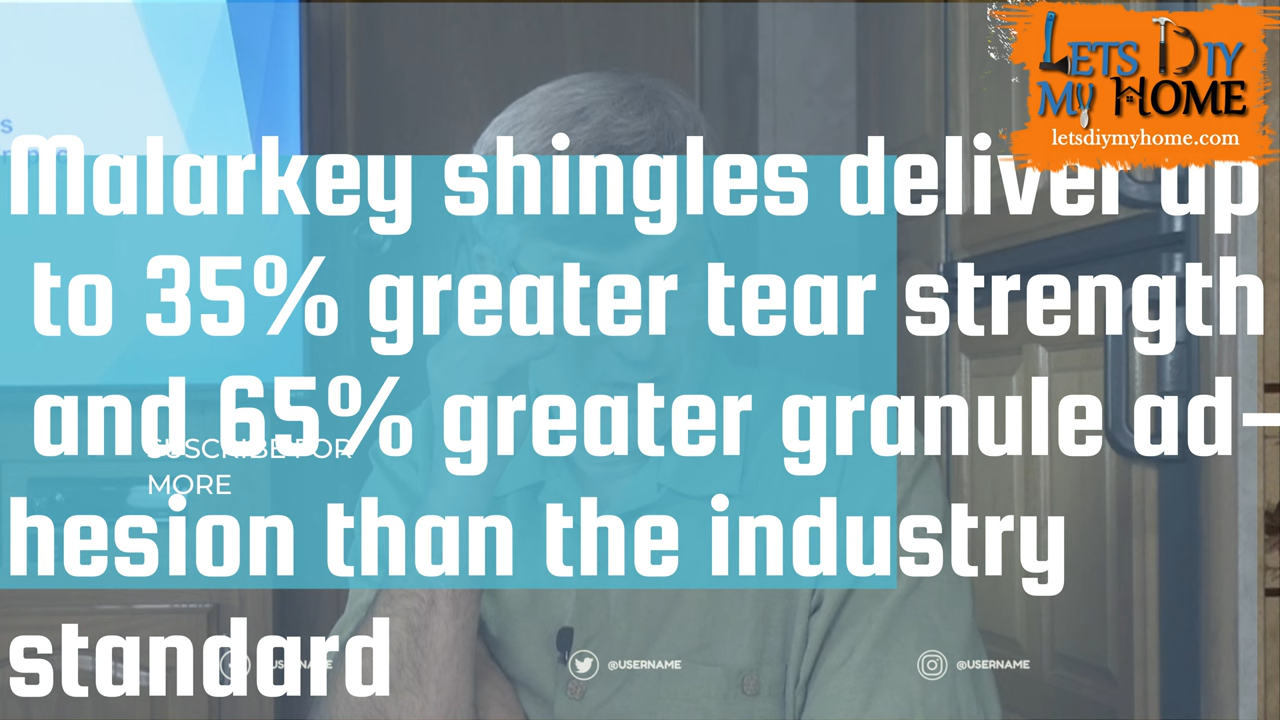 LETS DIY
MY HOME
letsdiymyhome.com
s
Malarkey shingles deliver up
to 35% greater tear strength
and 65% greater granule ad-
SUSCRIBE FOR
MORE
hesion than the industry
standard
@USERNAME
@USERNAME
@USERNAME